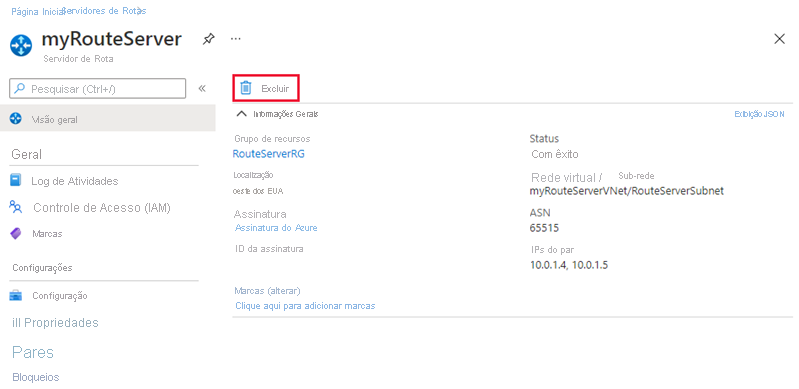 Página Inicial Servidores de Rotas
myRouteServer ...
Servidor de Rota
Pesquisar (Ctrl+/) «
Excluir
Visão geral
Informações Gerais
Exibição JSON
Geral
Log de Atividades
Controle de Acesso (IAM)
Marcas
Configurações
Configuração
ill Propriedades
Pares
Bloqueios
Grupo de recursos
RouteServerRG
Localização
oeste dos EUA
Assinatura
Assinatura do Azure
ID da assinatura
Status
Com êxito
Rede virtual / Sub-rede
myRouteServerVNet/RouteServerSubnet
ASN
65515
IPs do par
10.0.1.4, 10.0.1.5
Marcas (alterar)
Clique aqui para adicionar marcas